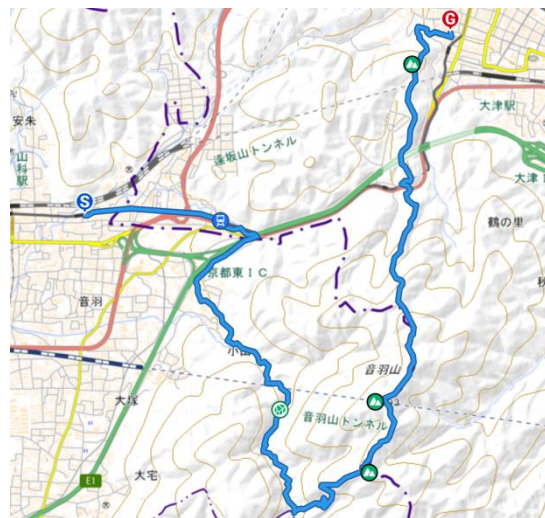 G
大津駅
安朱
山科駅
逢坂山トンネル
大津I
S
鶴の里
京都東IC
音羽
秋
小山
音羽山
大塚
音羽山トンネル
大宅
E1